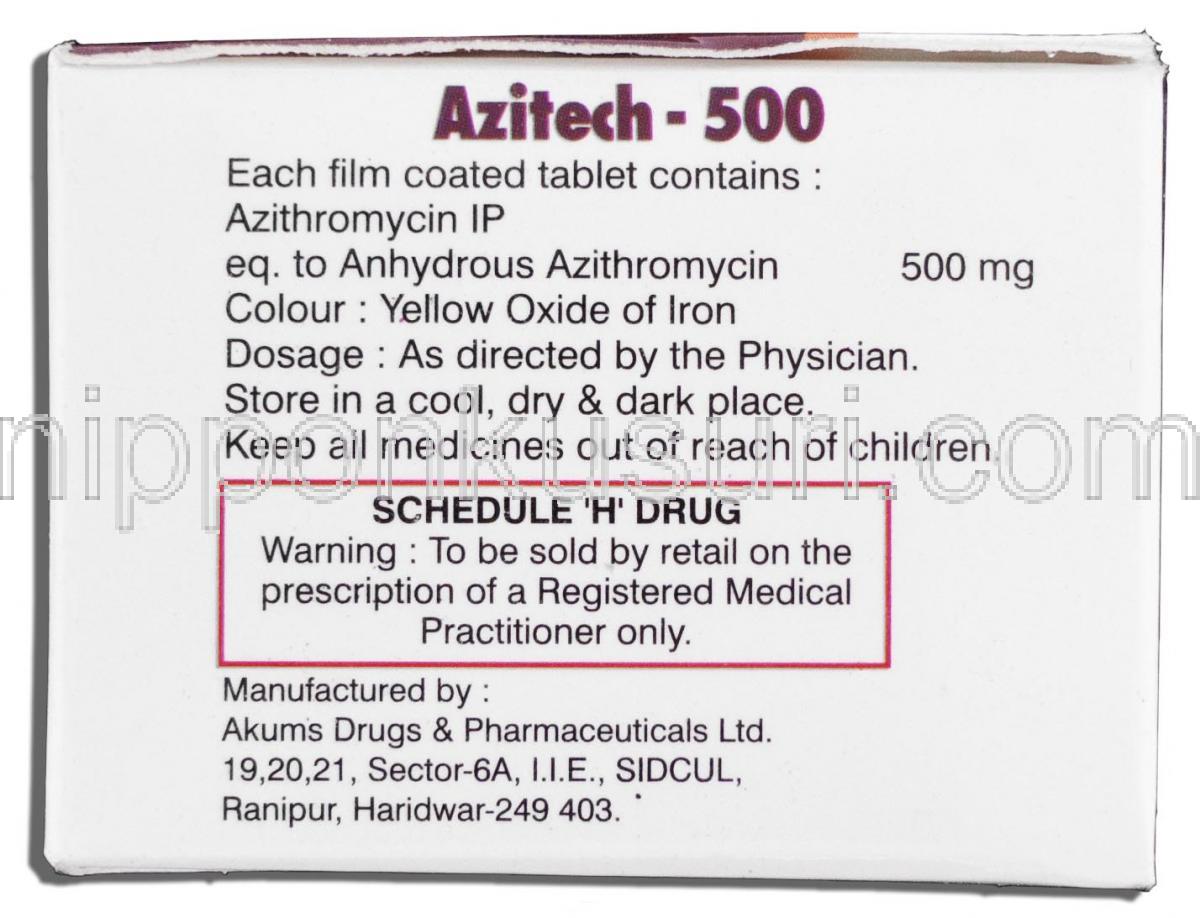 Azitech - 500
Each film coated tablet contains :
Azithromycin IP
eq. to Anhydrous Azithromycin 500 mg
Colour : Yellow Oxide of Iron
Dosage : As directed by the Physician.
Store in a cool, dry & dark place.
Keep all medicines out of reach of children.
nipponkusuri.com
SCHEDULE 'H' DRUG
Warning : To be sold by retail on the
prescription of a Registered Medical
Practitioner only.
Manufactured by :
Akums Drugs & Pharmaceuticals Ltd.
19,20,21, Sector-6A, I.I.E., SIDCUL,
Ranipur, Haridwar-249 403.